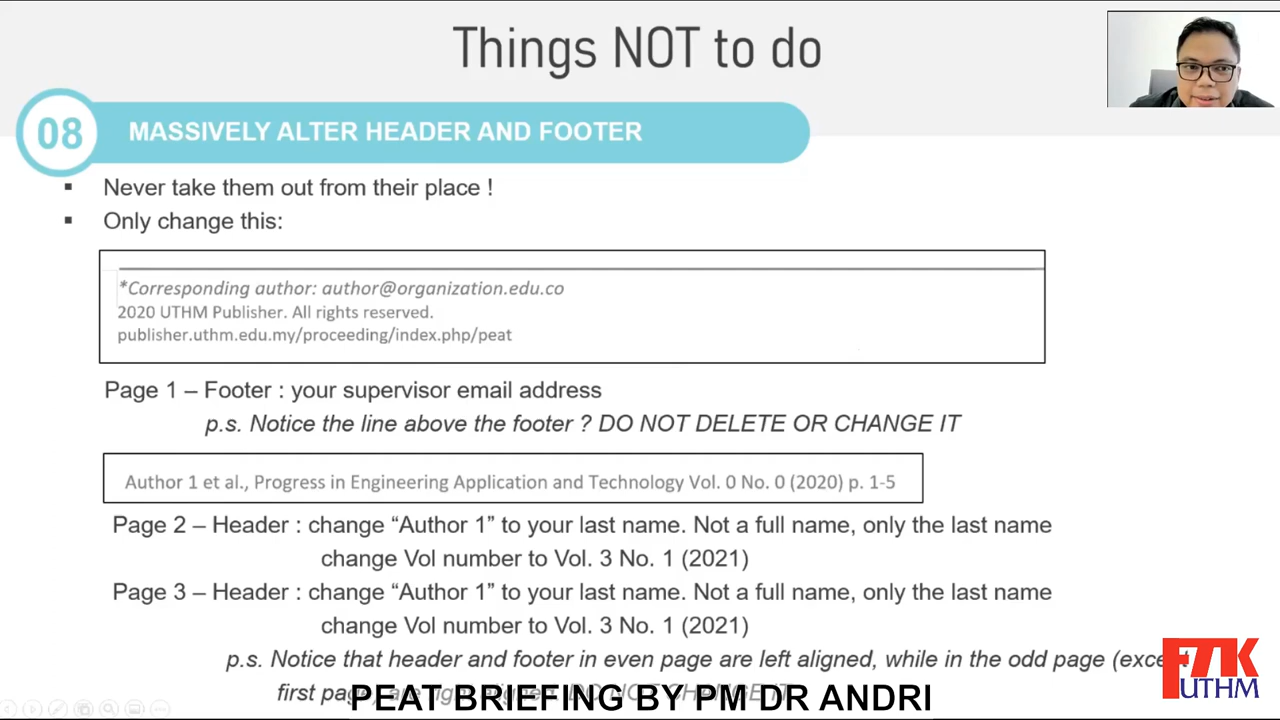 Things NOT to do
08
MASSIVELY ALTER HEADER AND FOOTER
▪ Never take them out from their place !
▪ Only change this:
*Corresponding author: author@organization.edu.co
2020 UTHM Publisher. All rights reserved.
publisher.uthm.edu.my/proceeding/index.php/peat
Page 1 – Footer : your supervisor email address
p.s. Notice the line above the footer ? DO NOT DELETE OR CHANGE IT
Author 1 et al., Progress in Engineering Application and Technology Vol. 0 No. 0 (2020) p. 1-5
Page 2 – Header : change “Author 1” to your last name. Not a full name, only the last name
change Vol number to Vol. 3 No. 1 (2021)
Page 3 – Header : change “Author 1” to your last name. Not a full name, only the last name
change Vol number to Vol. 3 No. 1 (2021)
p.s. Notice that header and footer in even page are left aligned, while in the odd page
first
PEAT BRIEFING BY PM DR ANDRI
F7K
UTHM